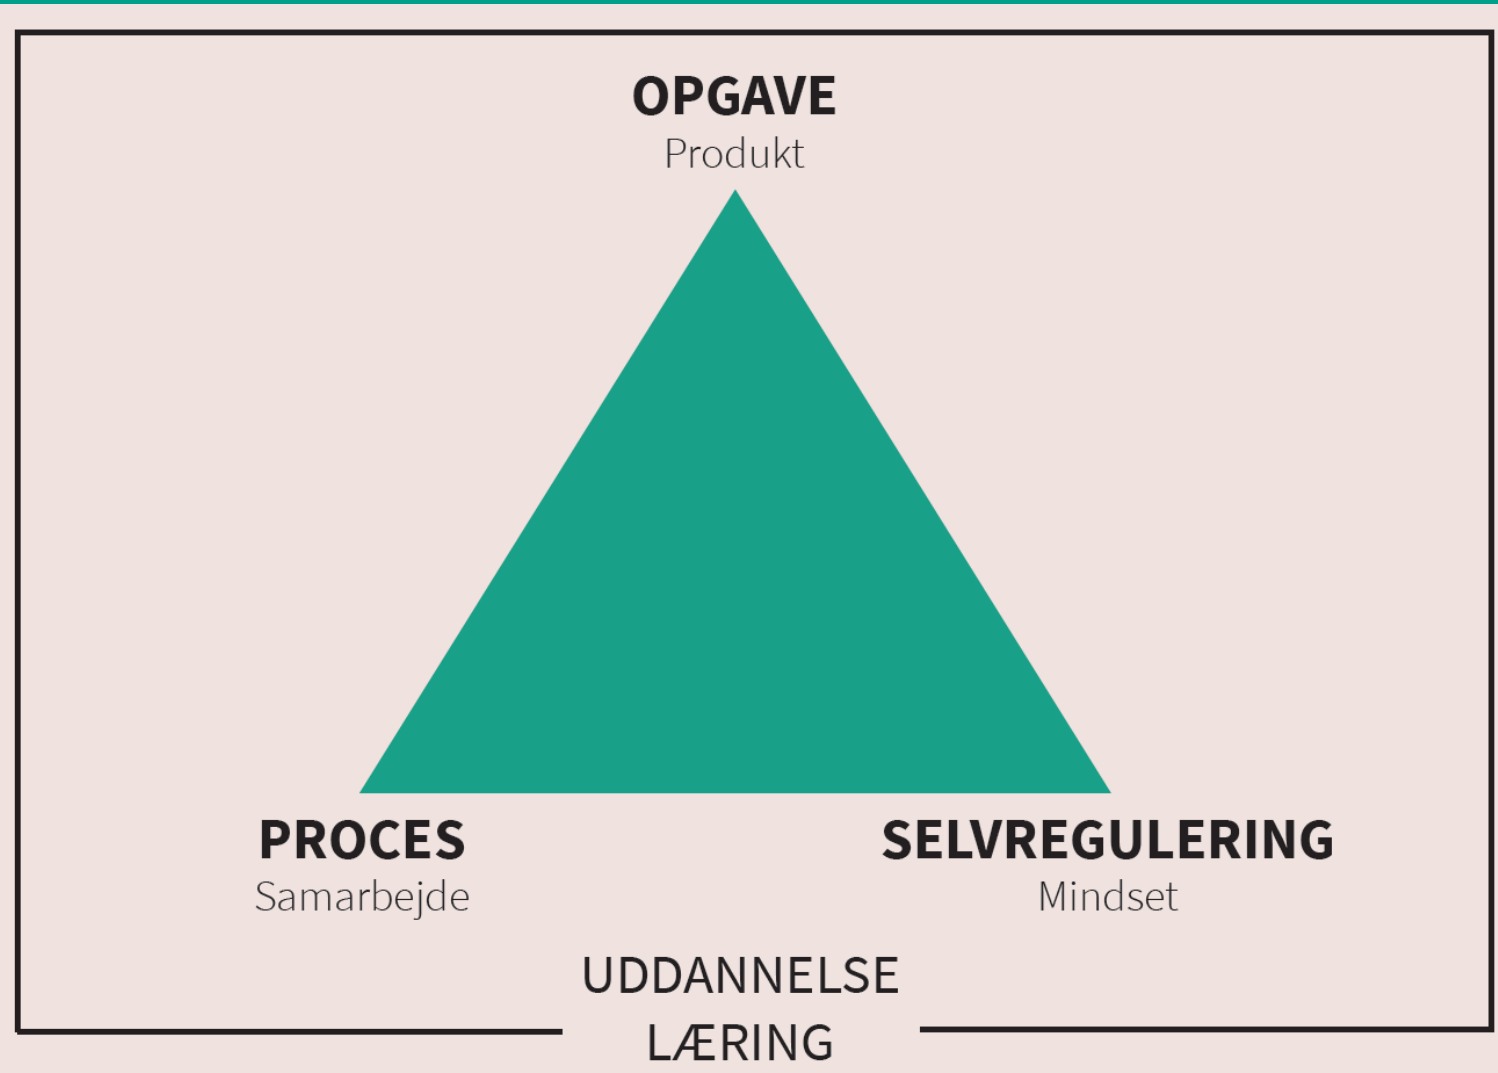 OPGAVE
Produkt
PROCES
Samarbejde
SELVREGULERING
Mindset
UDDANNELSE
LÆRING